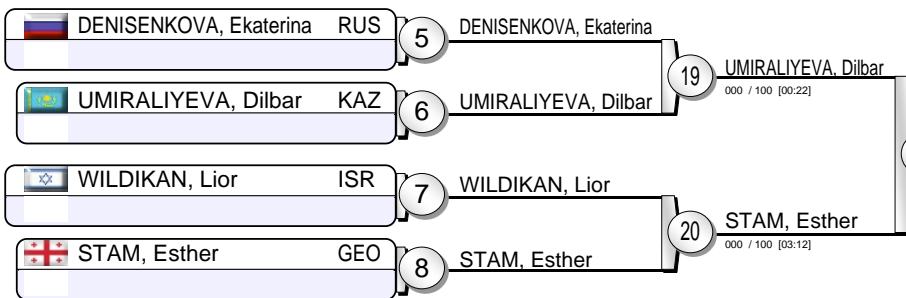 DENISENKOVA, Ekaterina RUS
5
DENISENKOVA, Ekaterina
19
UMIRALIYEVA, Dilbar
000 / 100 [00:22]
UMIRALIYEVA, Dilbar KAZ
6
UMIRALIYEVA, Dilbar
WILDIKAN, Lior ISR
7
WILDIKAN, Lior
20
STAM, Esther
000 / 100 [03:12]
STAM, Esther GEO
8
STAM, Esther